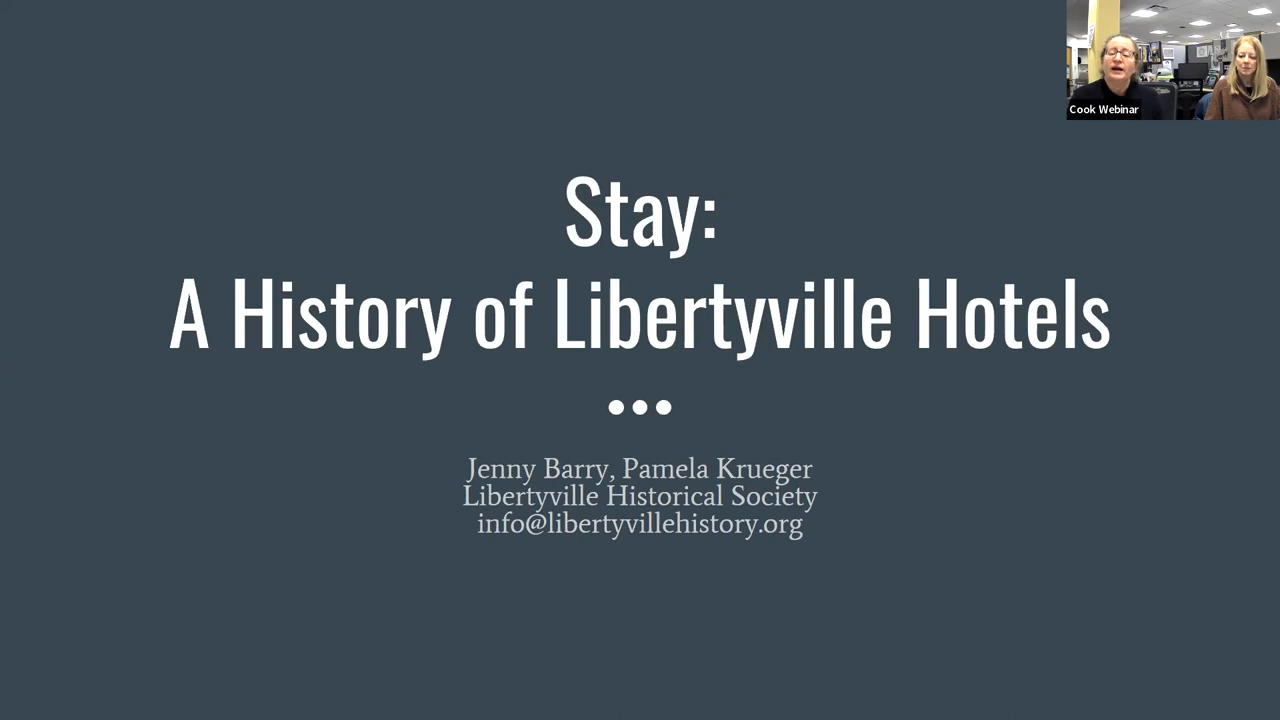 Cook Webinar
Stay:
A History of Libertyville Hotels
Jenny Barry, Pamela Krueger
Libertyville Historical Society
info@libertyvillehistory.org